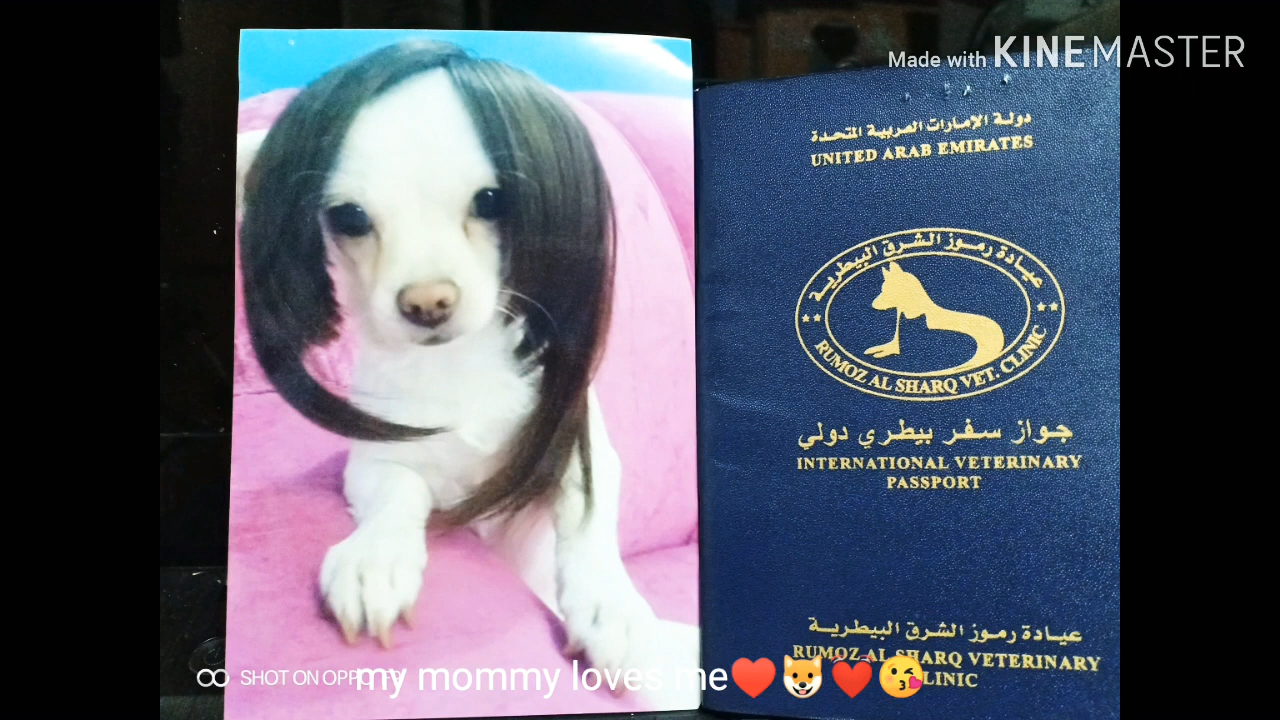 Made with KINEMASTER
دولة الإمارات العربية المتحدة
UNITED ARAB EMIRATES
عيادة رموز الشرق البيطرية
RUMOZ AL SHARQ VET. CLINIC
جواز سفر بيطري دولي
INTERNATIONAL VETERINARY
PASSPORT
عيادة رموز الشرق البيطرية
RUMOZ AL SHARQ VETERINARY
CLINIC
SHOT ON OPPO
my mommy loves me❤️🐶❤️😘